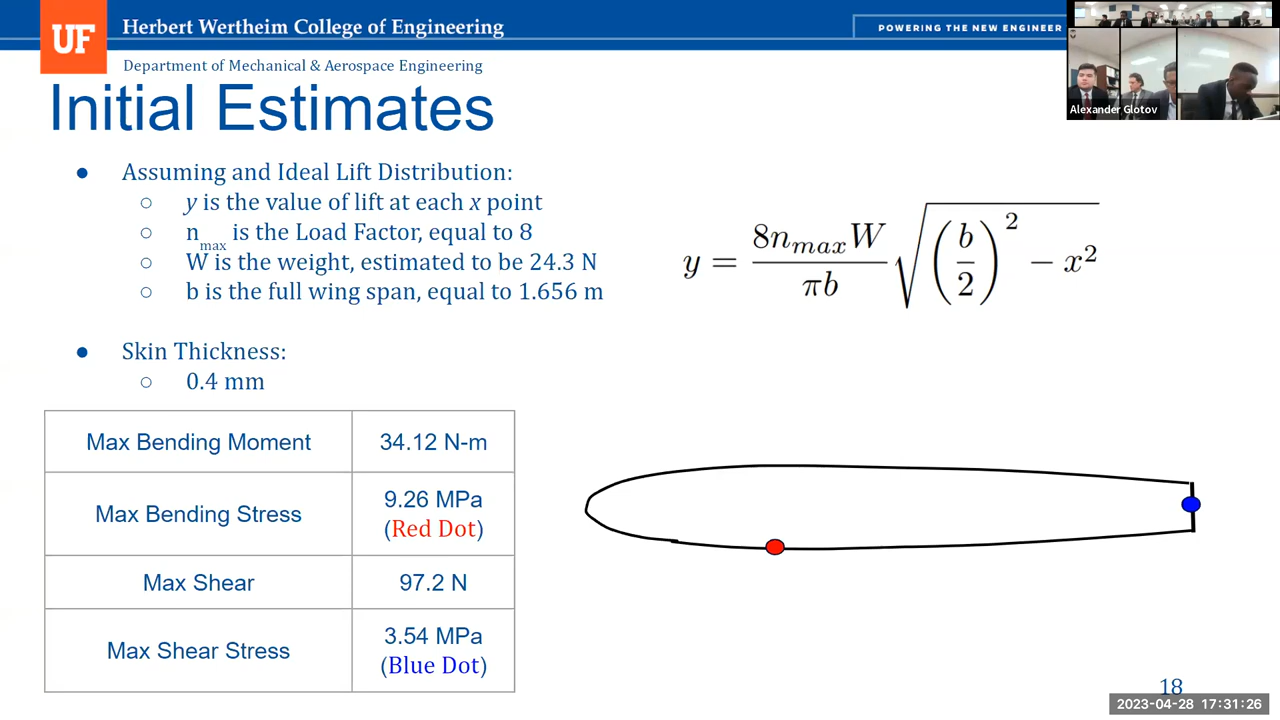 UF
Herbert Wertheim College of Engineering
POWERING THE NEW ENGINEER
Department of Mechanical & Aerospace Engineering
Alexander Glotov
Initial Estimates
● Assuming and Ideal Lift Distribution:
○ y is the value of lift at each x point
○ nmax is the Load Factor, equal to 8
○ W is the weight, estimated to be 24.3 N
○ b is the full wing span, equal to 1.656 m
y = 8nmaxW/πb √((b/2)² − x²)
● Skin Thickness:
○ 0.4 mm
Max Bending Moment 34.12 N-m
Max Bending Stress 9.26 MPa
(Red Dot)
Max Shear 97.2 N
Max Shear Stress 3.54 MPa
(Blue Dot)
18
2023-04-28 17:31:26